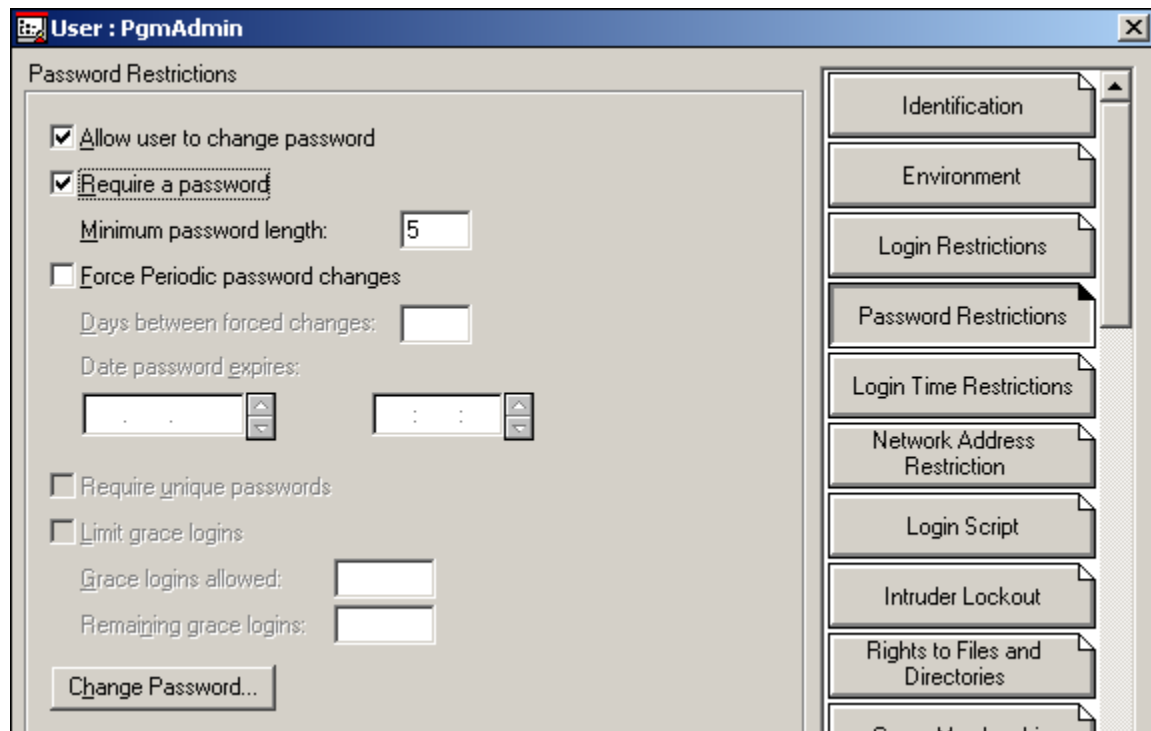 User : PgmAdmin
Password Restrictions
Allow user to change password
Require a password
Minimum password length: 5
Force Periodic password changes
Days between forced changes:
Date password expires:
. .
: :
Require unique passwords
Limit grace logins
Grace logins allowed:
Remaining grace logins:
Change Password...
Identification
Environment
Login Restrictions
Password Restrictions
Login Time Restrictions
Network Address
Restriction
Login Script
Intruder Lockout
Rights to Files and
Directories